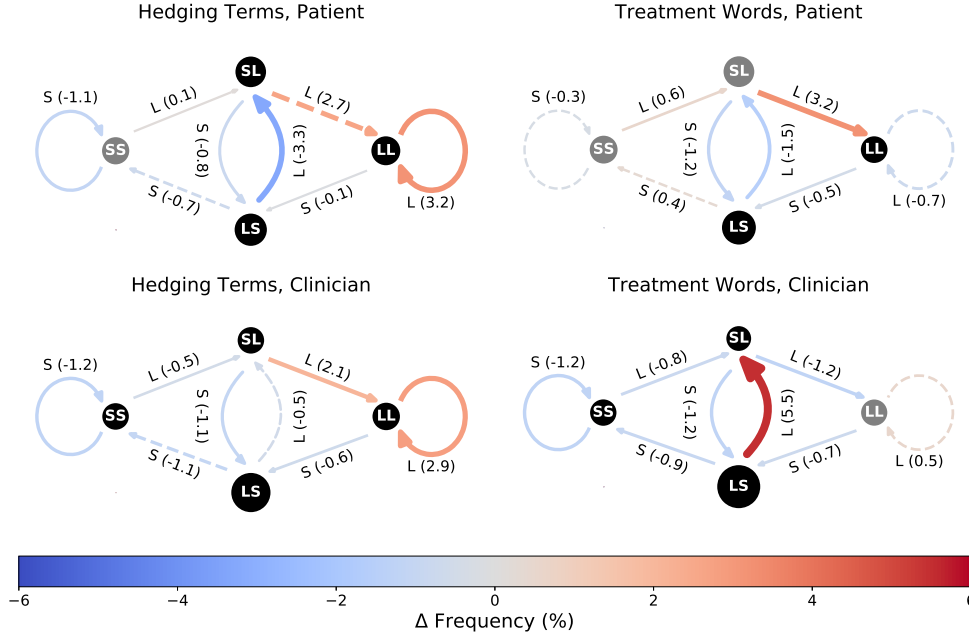 Hedging Terms, Patient
SL
S (-1.1)
L (0.1)
L (2.7)
SS
S (-0.8)
L (-3.3)
LL
S (-0.7)
S (-0.1)
L (3.2)
LS
Treatment Words, Patient
SL
S (-0.3)
L (0.6)
L (3.2)
SS
S (-1.2)
L (-1.5)
LL
S (0.4)
S (-0.5)
L (-0.7)
LS
Hedging Terms, Clinician
SL
S (-1.2)
L (-0.5)
L (2.1)
SS
S (-1.1)
L (-0.5)
LL
S (-1.1)
S (-0.6)
L (2.9)
LS
Treatment Words, Clinician
SL
S (-1.2)
L (-0.8)
L (-1.2)
SS
S (-1.2)
L (5.5)
LL
S (-0.9)
S (-0.7)
L (0.5)
LS
−6 −4 −2 0 2 4
Δ Frequency (%)